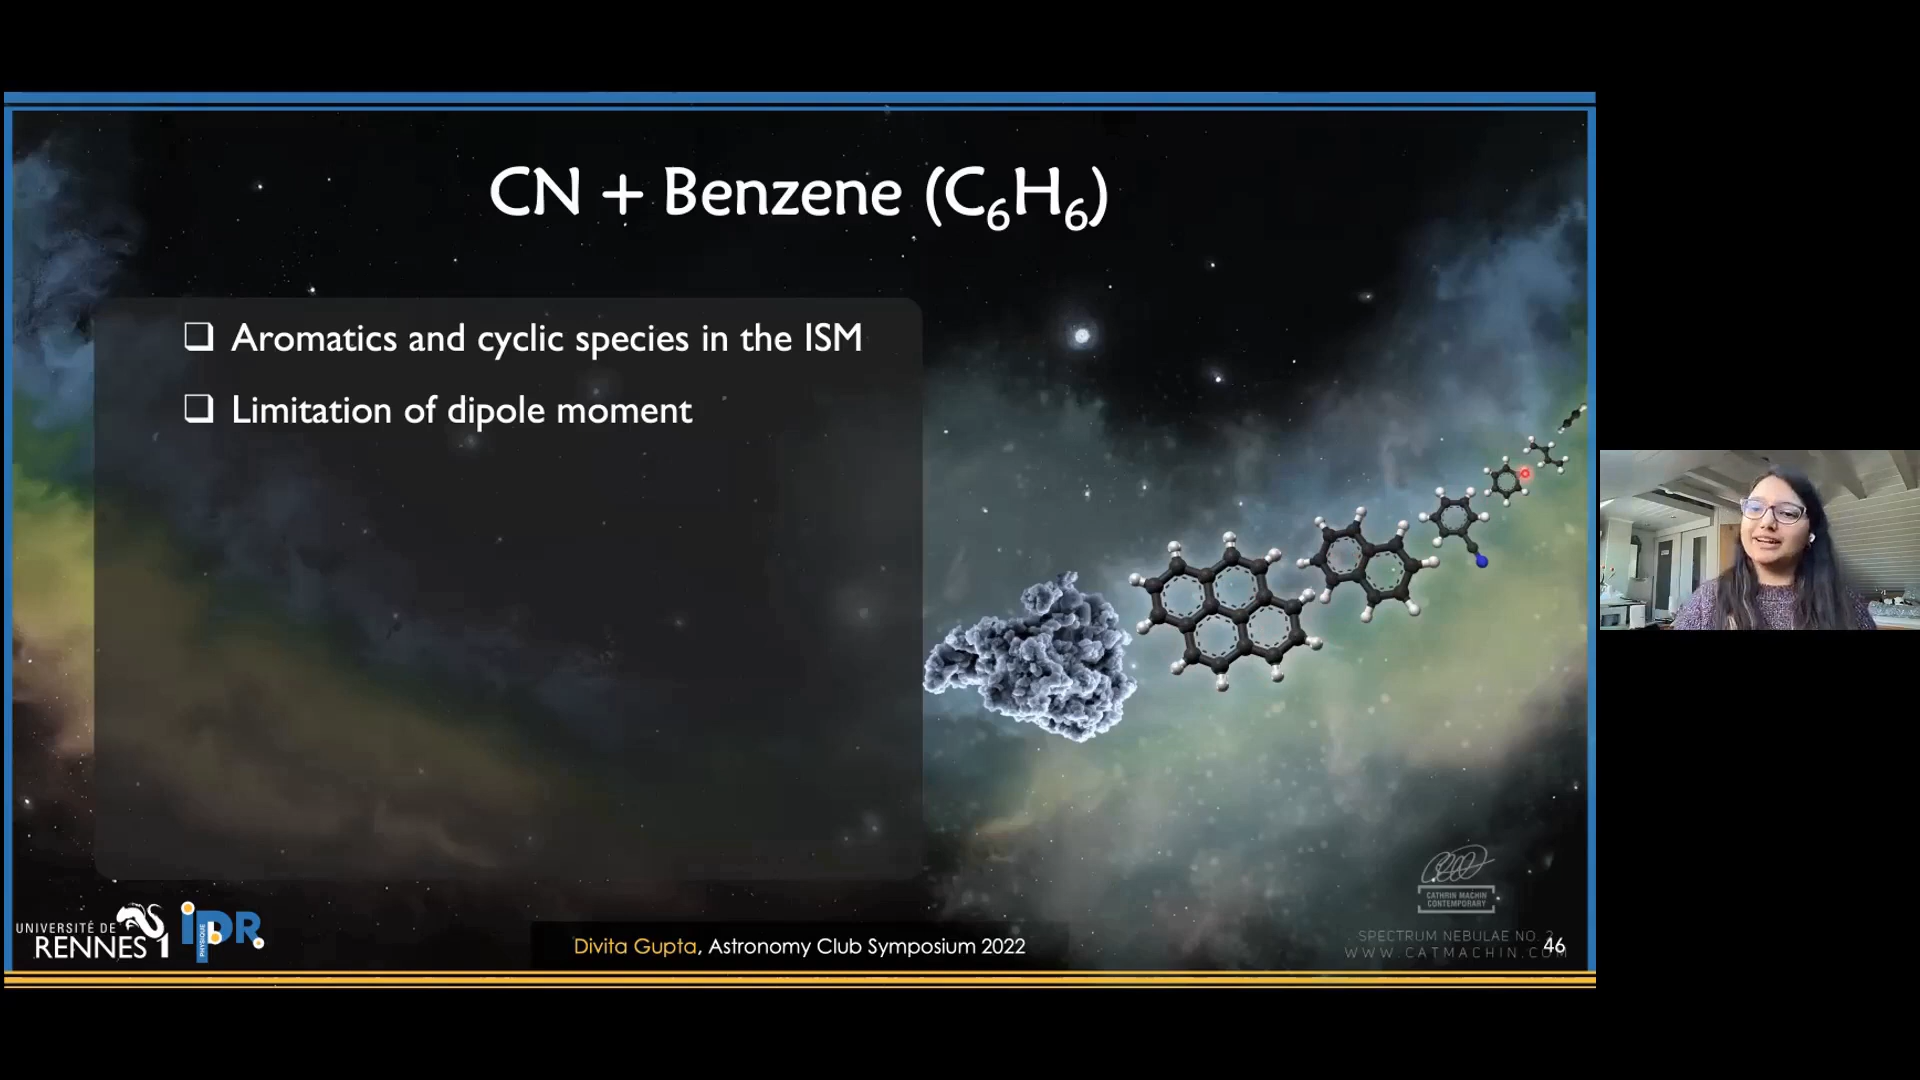 CN + Benzene (C₆H₆)
❑ Aromatics and cyclic species in the ISM
❑ Limitation of dipole moment
UNIVERSITÉ DE
RENNES 1
IPR
PHYSIQUE
Divita Gupta, Astronomy Club Symposium 2022
CATHRIN MACHIN
CONTEMPORARY
SPECTRUM NEBULAE NO.
WWW.CATMACHIN.COM
46